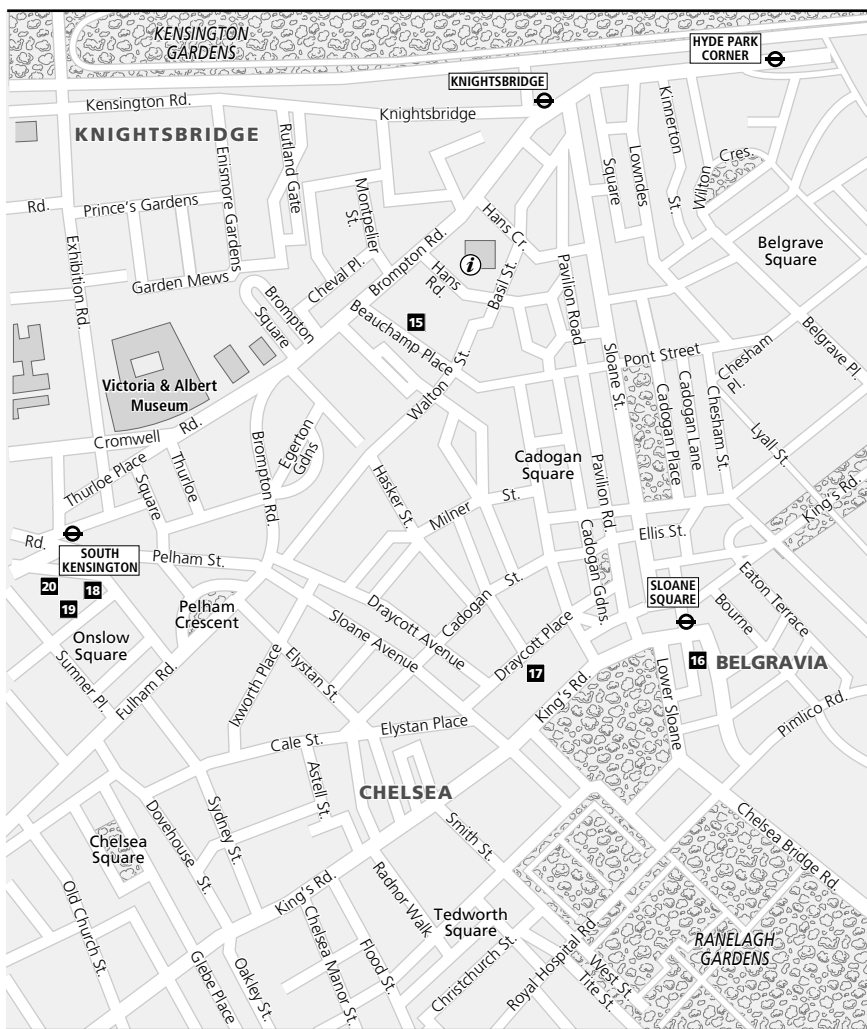 KENSINGTON
GARDENS
HYDE PARK
CORNER
KNIGHTSBRIDGE
Kensington Rd.
Knightsbridge
KNIGHTSBRIDGE
Kinnerton
St.
Rutland
Gate
Enismore Gardens
Montpelier
St.
Square
Lowndes
Wilton
Cres.
Rd.
Prince's Gardens
Hans Cr.
Belgrave
Square
Exhibition Rd.
Garden Mews
Cheval Pl.
Brompton Rd.
i
Hans
Rd.
Basil St.
Pavilion Road
Brompton
Square
15
Beauchamp Place
Sloane St.
Pont Street
Belgrave Pl.
Chesham
Pl.
Victoria & Albert
Museum
Walton
St.
Cadogan Place
Cadogan Lane
Chesham St.
Lyall St.
Cromwell
Rd.
Thurloe Place
Square
Thurloe
Brompton Rd.
Egerton
Gdns
Hasker St.
Cadogan
Square
Milner
St.
Pavilion Rd.
King's Rd.
Rd.
SOUTH
KENSINGTON
Pelham St.
Ellis St.
Cadogan Gdns.
SLOANE
SQUARE
Eaton Terrace
Bourne
20
18
19
Pelham
Crescent
Onslow
Square
Sumner Pl.
Fulham Rd.
Draycott Avenue
Sloane Avenue
Cadogan
St.
Draycott Place
17
King's Rd.
16
BELGRAVIA
Lower Sloane
Pimlico Rd.
Ixworth Place
Elystan St.
Elystan Place
Cale St.
Astell St.
CHELSEA
Chelsea
Square
Dovehouse
St.
Sydney St.
Smith St.
Chelsea Bridge Rd.
King's Rd.
Radnor Walk
Tedworth
Square
Old Church St.
Glebe Place
Oakley St.
Chelsea Manor St.
Flood St.
Christchurch St.
Royal Hospital Rd.
West St.
Tite St.
RANELAGH
GARDENS